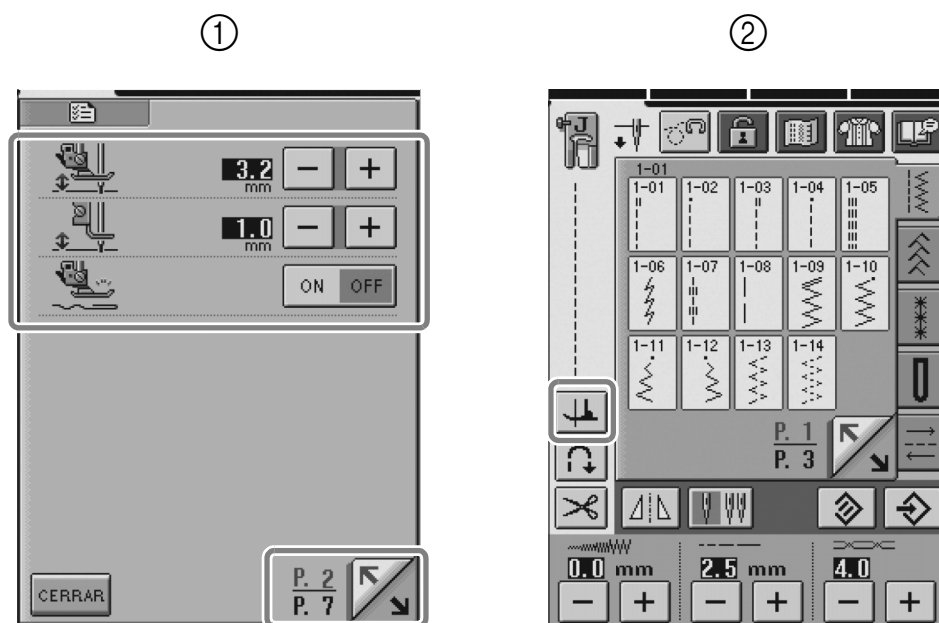 ①
②
3.2
mm
1.0
mm
ON OFF
CERRAR
P. 2
P. 7
J
1-01
1-01 1-02 1-03 1-04 1-05
1-06 1-07 1-08 1-09 1-10
1-11 1-12 1-13 1-14
P. 1
P. 3
0.0 mm 2.5 mm 4.0